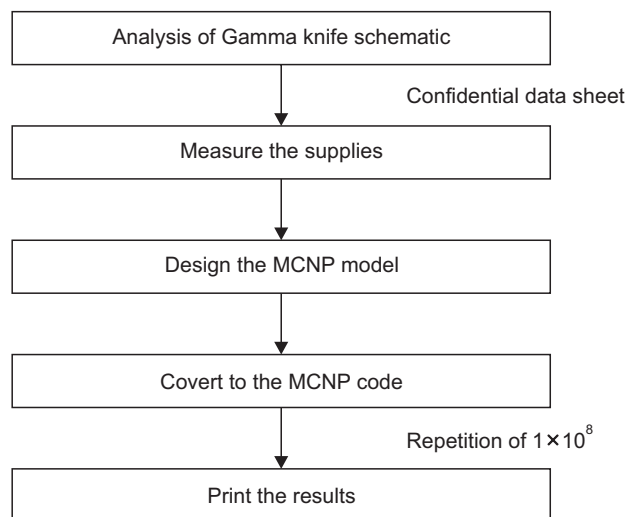 Analysis of Gamma knife schematic
Confidential data sheet
Measure the supplies
Design the MCNP model
Covert to the MCNP code
Repetition of 1×10⁸
Print the results